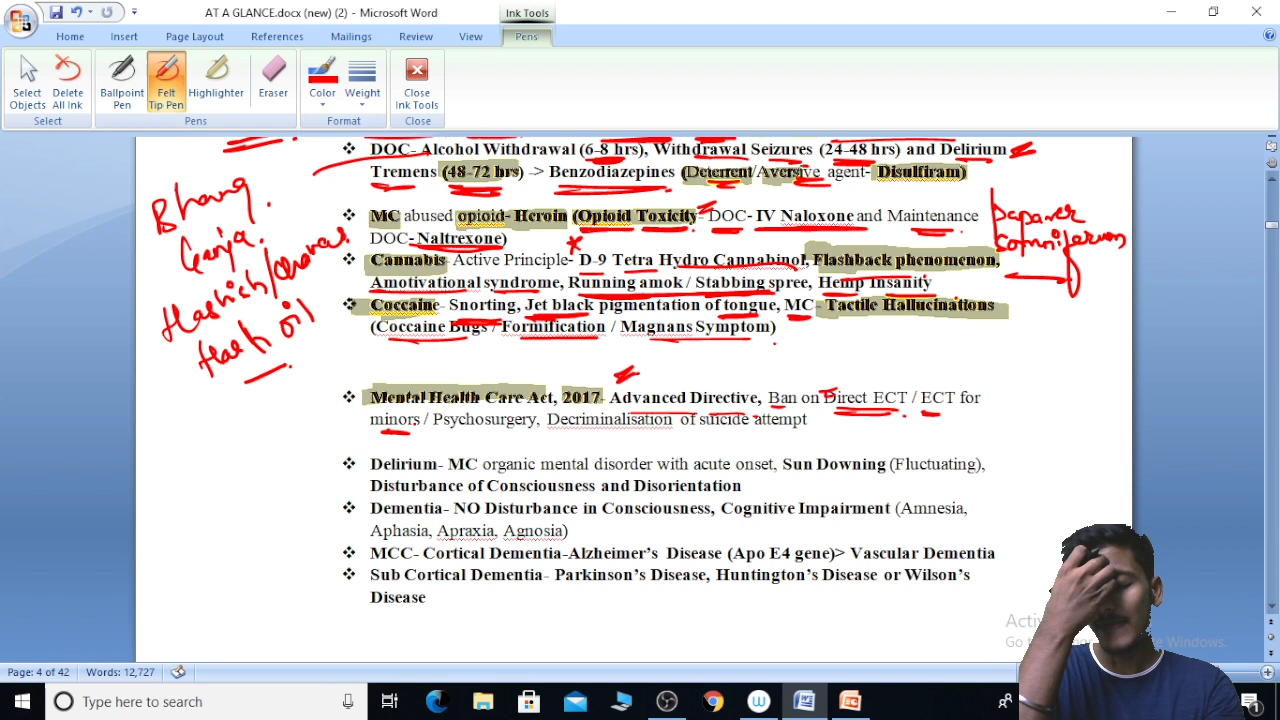 AT A GLANCE.docx (new) (2) - Microsoft Word
Ink Tools
Home Insert Page Layout References Mailings Review View Pens
Select Objects
Delete All Ink
Ballpoint Pen
Felt Tip Pen
Highlighter
Eraser
Color
Weight
Close Ink Tools
Select Pens Format Close
❖ DOC- Alcohol Withdrawal (6-8 hrs), Withdrawal Seizures (24-48 hrs) and Delirium
Tremens (48-72 hrs) -> Benzodiazepines (Deterrent/Aversive agent- Disulfiram)
❖ MC abused opioid- Heroin (Opioid Toxicity- DOC- IV Naloxone and Maintenance
DOC- Naltrexone)
❖ Cannabis- Active Principle- D-9 Tetra Hydro Cannabinol, Flashback phenomenon,
Amotivational syndrome, Running amok / Stabbing spree, Hemp Insanity
❖ Coccaine- Snorting, Jet black pigmentation of tongue, MC- Tactile Hallucinations
(Coccaine Bugs / Formification / Magnans Symptom)
❖ Mental Health Care Act, 2017- Advanced Directive, Ban on Direct ECT / ECT for
minors / Psychosurgery, Decriminalisation of suicide attempt
❖ Delirium- MC organic mental disorder with acute onset, Sun Downing (Fluctuating),
Disturbance of Consciousness and Disorientation
❖ Dementia- NO Disturbance in Consciousness, Cognitive Impairment (Amnesia,
Aphasia, Apraxia, Agnosia)
❖ MCC- Cortical Dementia-Alzheimer's Disease (Apo E4 gene)> Vascular Dementia
❖ Sub Cortical Dementia- Parkinson's Disease, Huntington's Disease or Wilson's
Disease
Bhang
Ganja
Hashish/Charas
Hash oil
Papaver
Somniferum
Page: 4 of 42 Words: 12,727
Type here to search